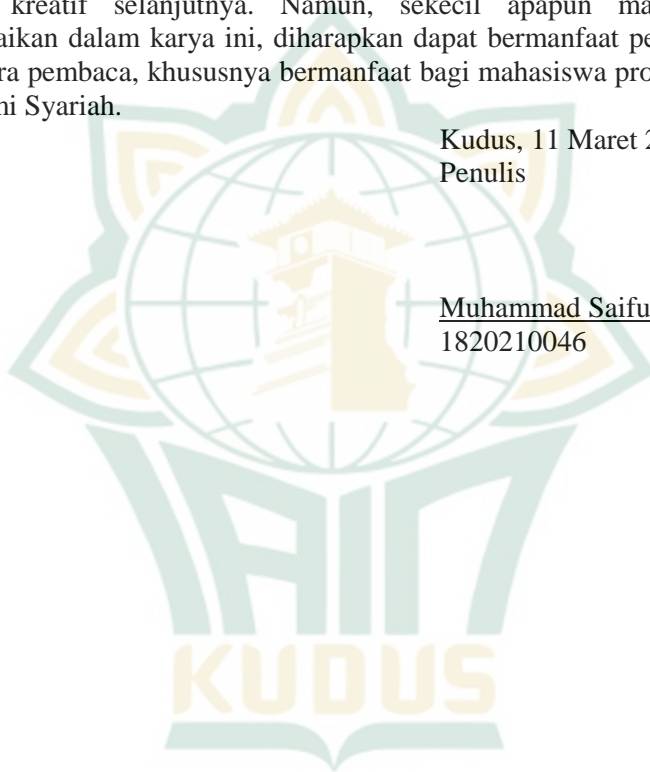 kreatif selanjutnya. Namun, sekecil apapun ma
aikan dalam karya ini, diharapkan dapat bermanfaat pe
ra pembaca, khususnya bermanfaat bagi mahasiswa pro
ni Syariah.
Kudus, 11 Maret 2
Penulis
Muhammad Saifu
1820210046
IAIN
KUDUS